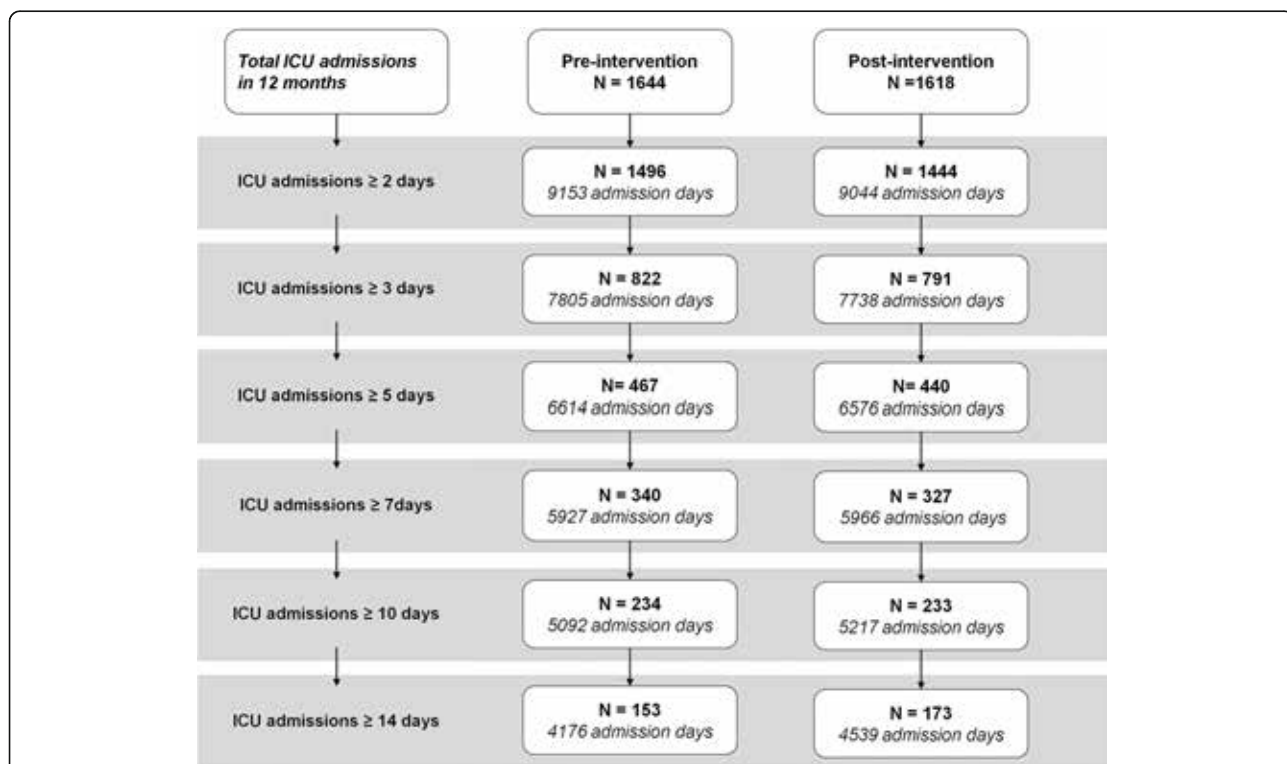 Total ICU admissions
in 12 months
Pre-intervention
N = 1644
Post-intervention
N =1618
ICU admissions ≥ 2 days
N = 1496
9153 admission days
N = 1444
9044 admission days
ICU admissions ≥ 3 days
N = 822
7805 admission days
N = 791
7738 admission days
ICU admissions ≥ 5 days
N= 467
6614 admission days
N= 440
6576 admission days
ICU admissions ≥ 7days
N = 340
5927 admission days
N = 327
5966 admission days
ICU admissions ≥ 10 days
N = 234
5092 admission days
N = 233
5217 admission days
ICU admissions ≥ 14 days
N = 153
4176 admission days
N = 173
4539 admission days